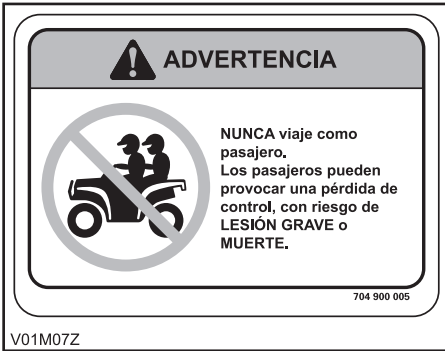 ADVERTENCIA
NUNCA viaje como
pasajero.
Los pasajeros pueden
provocar una pérdida de
control, con riesgo de
LESIÓN GRAVE o
MUERTE.
704 900 005
V01M07Z